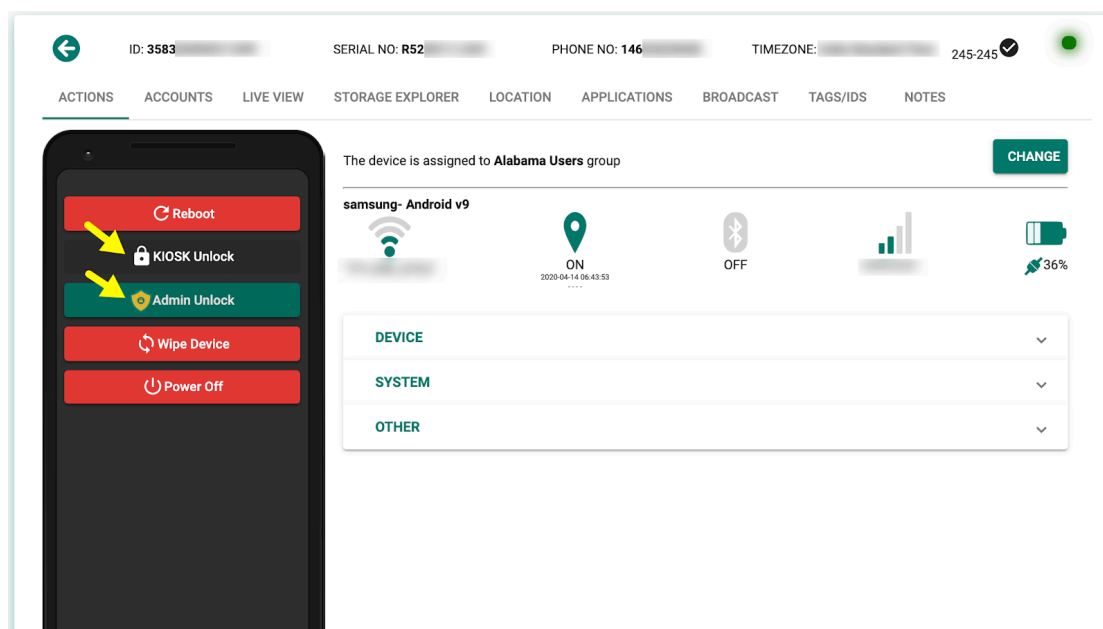 ID: 3583 SERIAL NO: R52 PHONE NO: 146 TIMEZONE: 245-245
ACTIONS ACCOUNTS LIVE VIEW STORAGE EXPLORER LOCATION APPLICATIONS BROADCAST TAGS/IDS NOTES
The device is assigned to Alabama Users group CHANGE
samsung- Android v9
Reboot
KIOSK Unlock
Admin Unlock
Wipe Device
Power Off
ON OFF 36%
2020-04-14 06:43:53
----
DEVICE
SYSTEM
OTHER